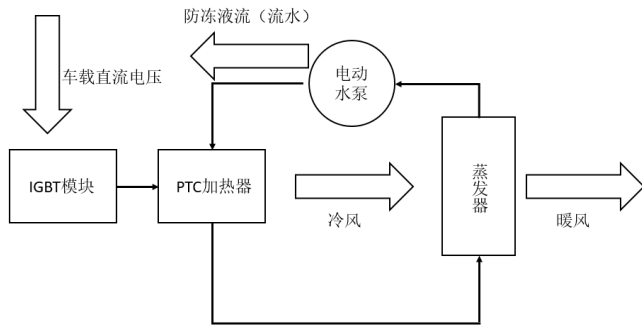 防冻液流（流水）
车载直流电压
电动
水泵
IGBT模块
PTC加热器
冷风
蒸发器
暖风